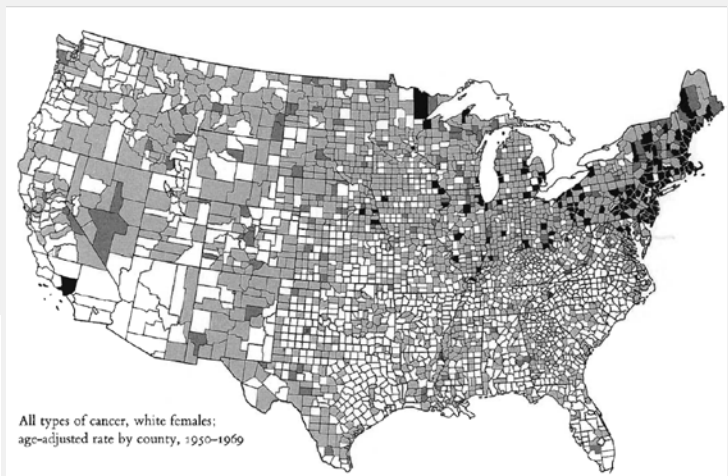 All types of cancer, white females;
age-adjusted rate by county, 1950–1969